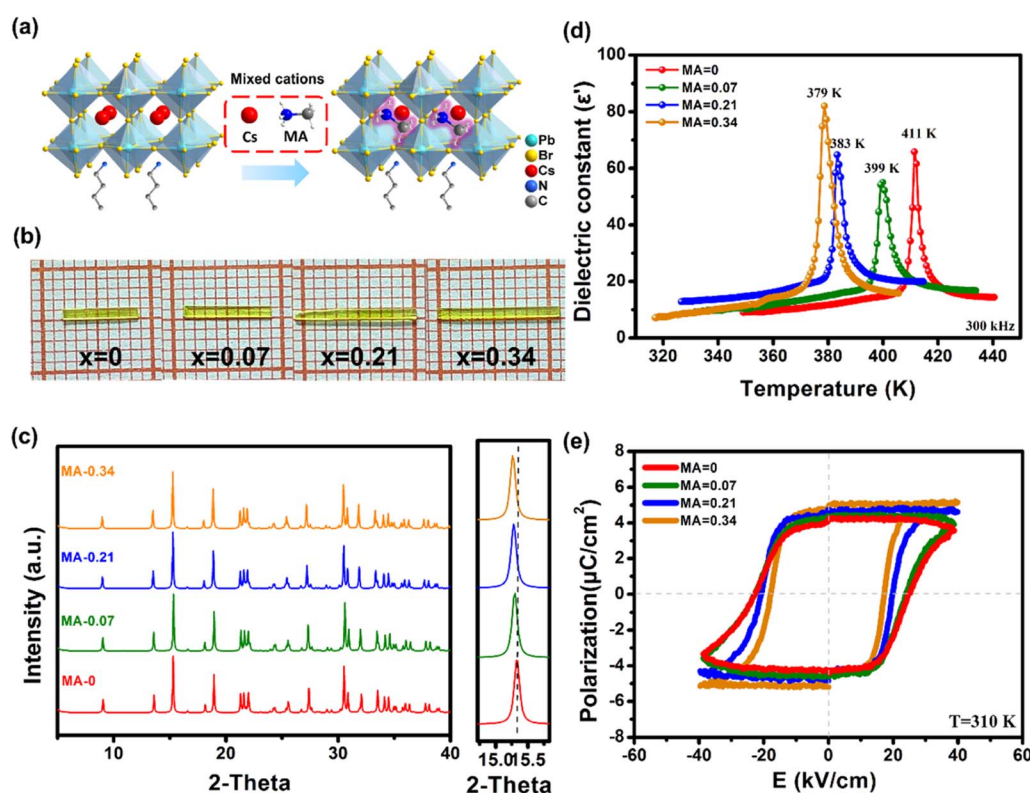 (a)
Mixed cations
Cs
MA
Pb
Br
Cs
N
C
(b)
x=0
x=0.07
x=0.21
x=0.34
(c)
MA-0.34
MA-0.21
MA-0.07
MA-0
Intensity (a.u.)
10
20
30
40
2-Theta
15.0
15.5
2-Theta
(d)
MA=0
MA=0.07
MA=0.21
MA=0.34
379 K
383 K
399 K
411 K
Dielectric constant (ε')
100
80
60
40
20
0
300 kHz
320
340
360
380
400
420
440
Temperature (K)
(e)
MA=0
MA=0.07
MA=0.21
MA=0.34
Polarization(μC/cm²)
8
6
4
2
0
-2
-4
-6
-8
T=310 K
-60
-40
-20
0
20
40
60
E (kV/cm)